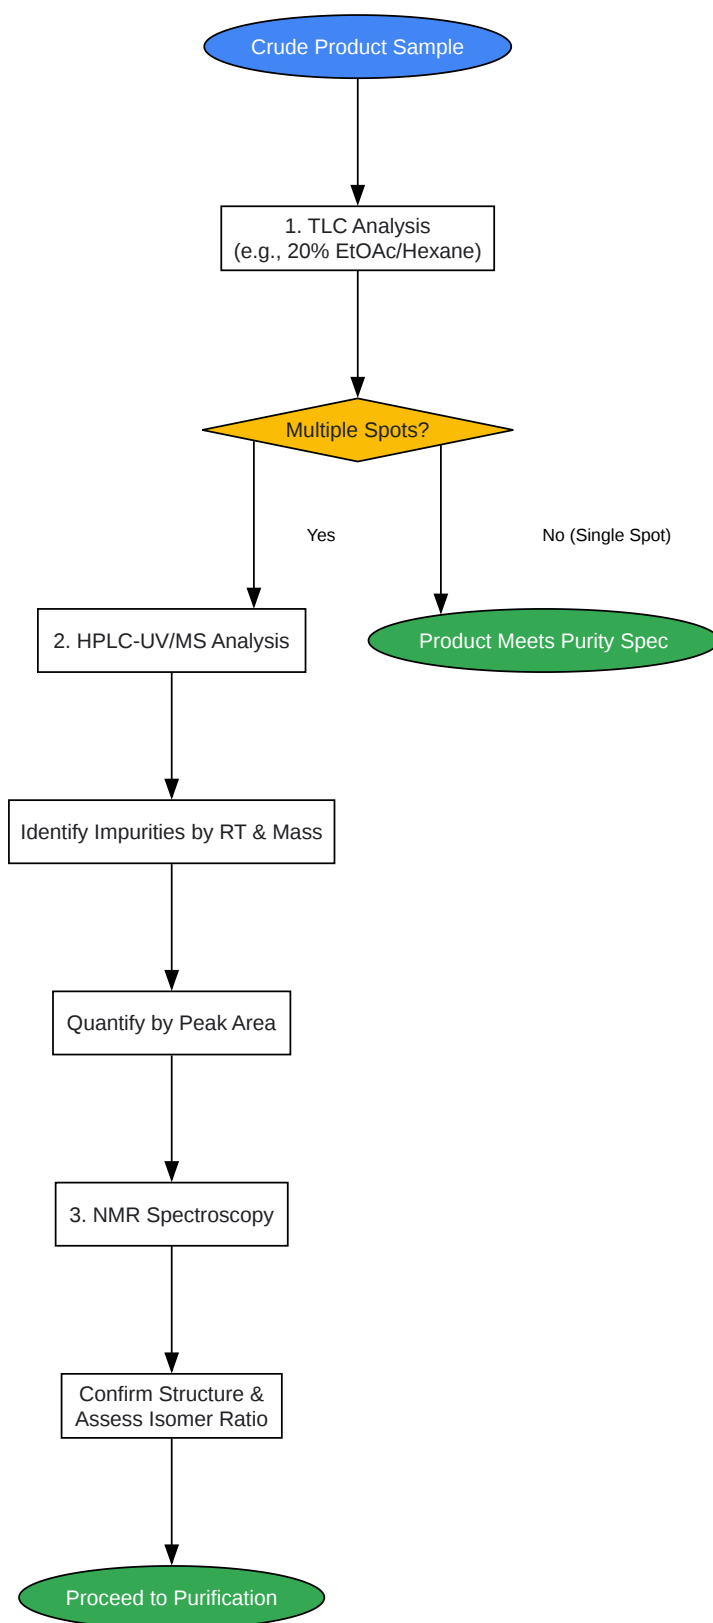 Crude Product Sample
1. TLC Analysis
(e.g., 20% EtOAc/Hexane)
Multiple Spots?
Yes
No (Single Spot)
2. HPLC-UV/MS Analysis
Product Meets Purity Spec
Identify Impurities by RT & Mass
Quantify by Peak Area
3. NMR Spectroscopy
Confirm Structure &
Assess Isomer Ratio
Proceed to Purification